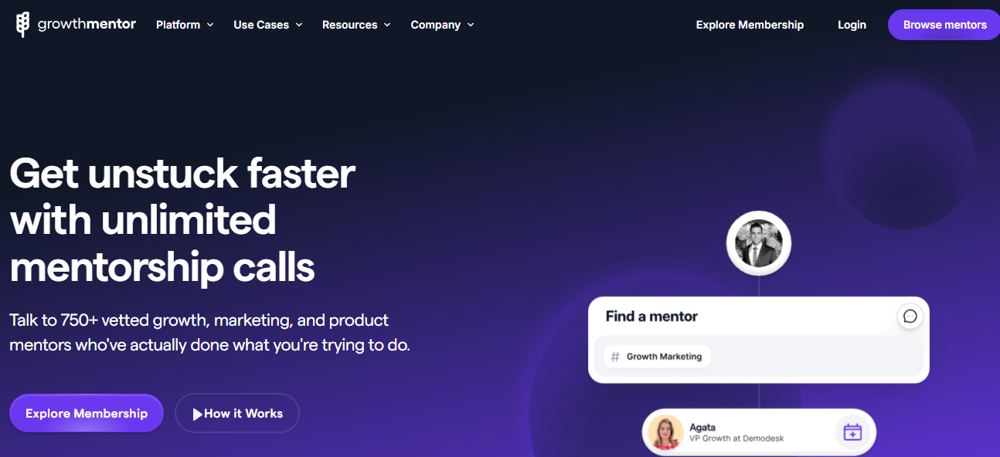 growthmentor
Platform
Use Cases
Resources
Company
Explore Membership
Login
Browse mentors
Get unstuck faster
with unlimited
mentorship calls
Talk to 750+ vetted growth, marketing, and product
mentors who've actually done what you're trying to do.
Explore Membership
How it Works
Find a mentor
# Growth Marketing
Agata
VP Growth at Demodesk